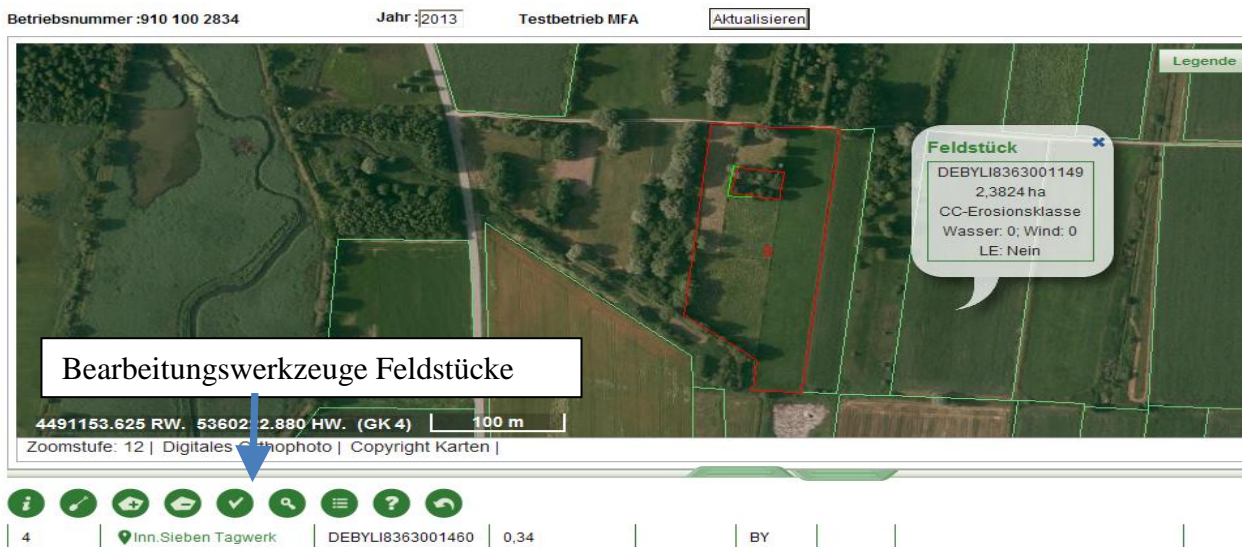 Betriebsnummer :910 100 2834 Jahr : 2013 Testbetrieb MFA Aktualisieren
Legende
Feldstück
DEBYLI8363001149
2,3824 ha
CC-Erosionsklasse
Wasser: 0; Wind: 0
LE: Nein
Bearbeitungswerkzeuge Feldstücke
4491153.625 RW. HW. (GK 4) 100 m
Zoomstufe: 12 | Digitales Orthophoto | Copyright Karten |
4 Inn.Sieben Tagwerk DEBYLI8363001460 0,34 BY